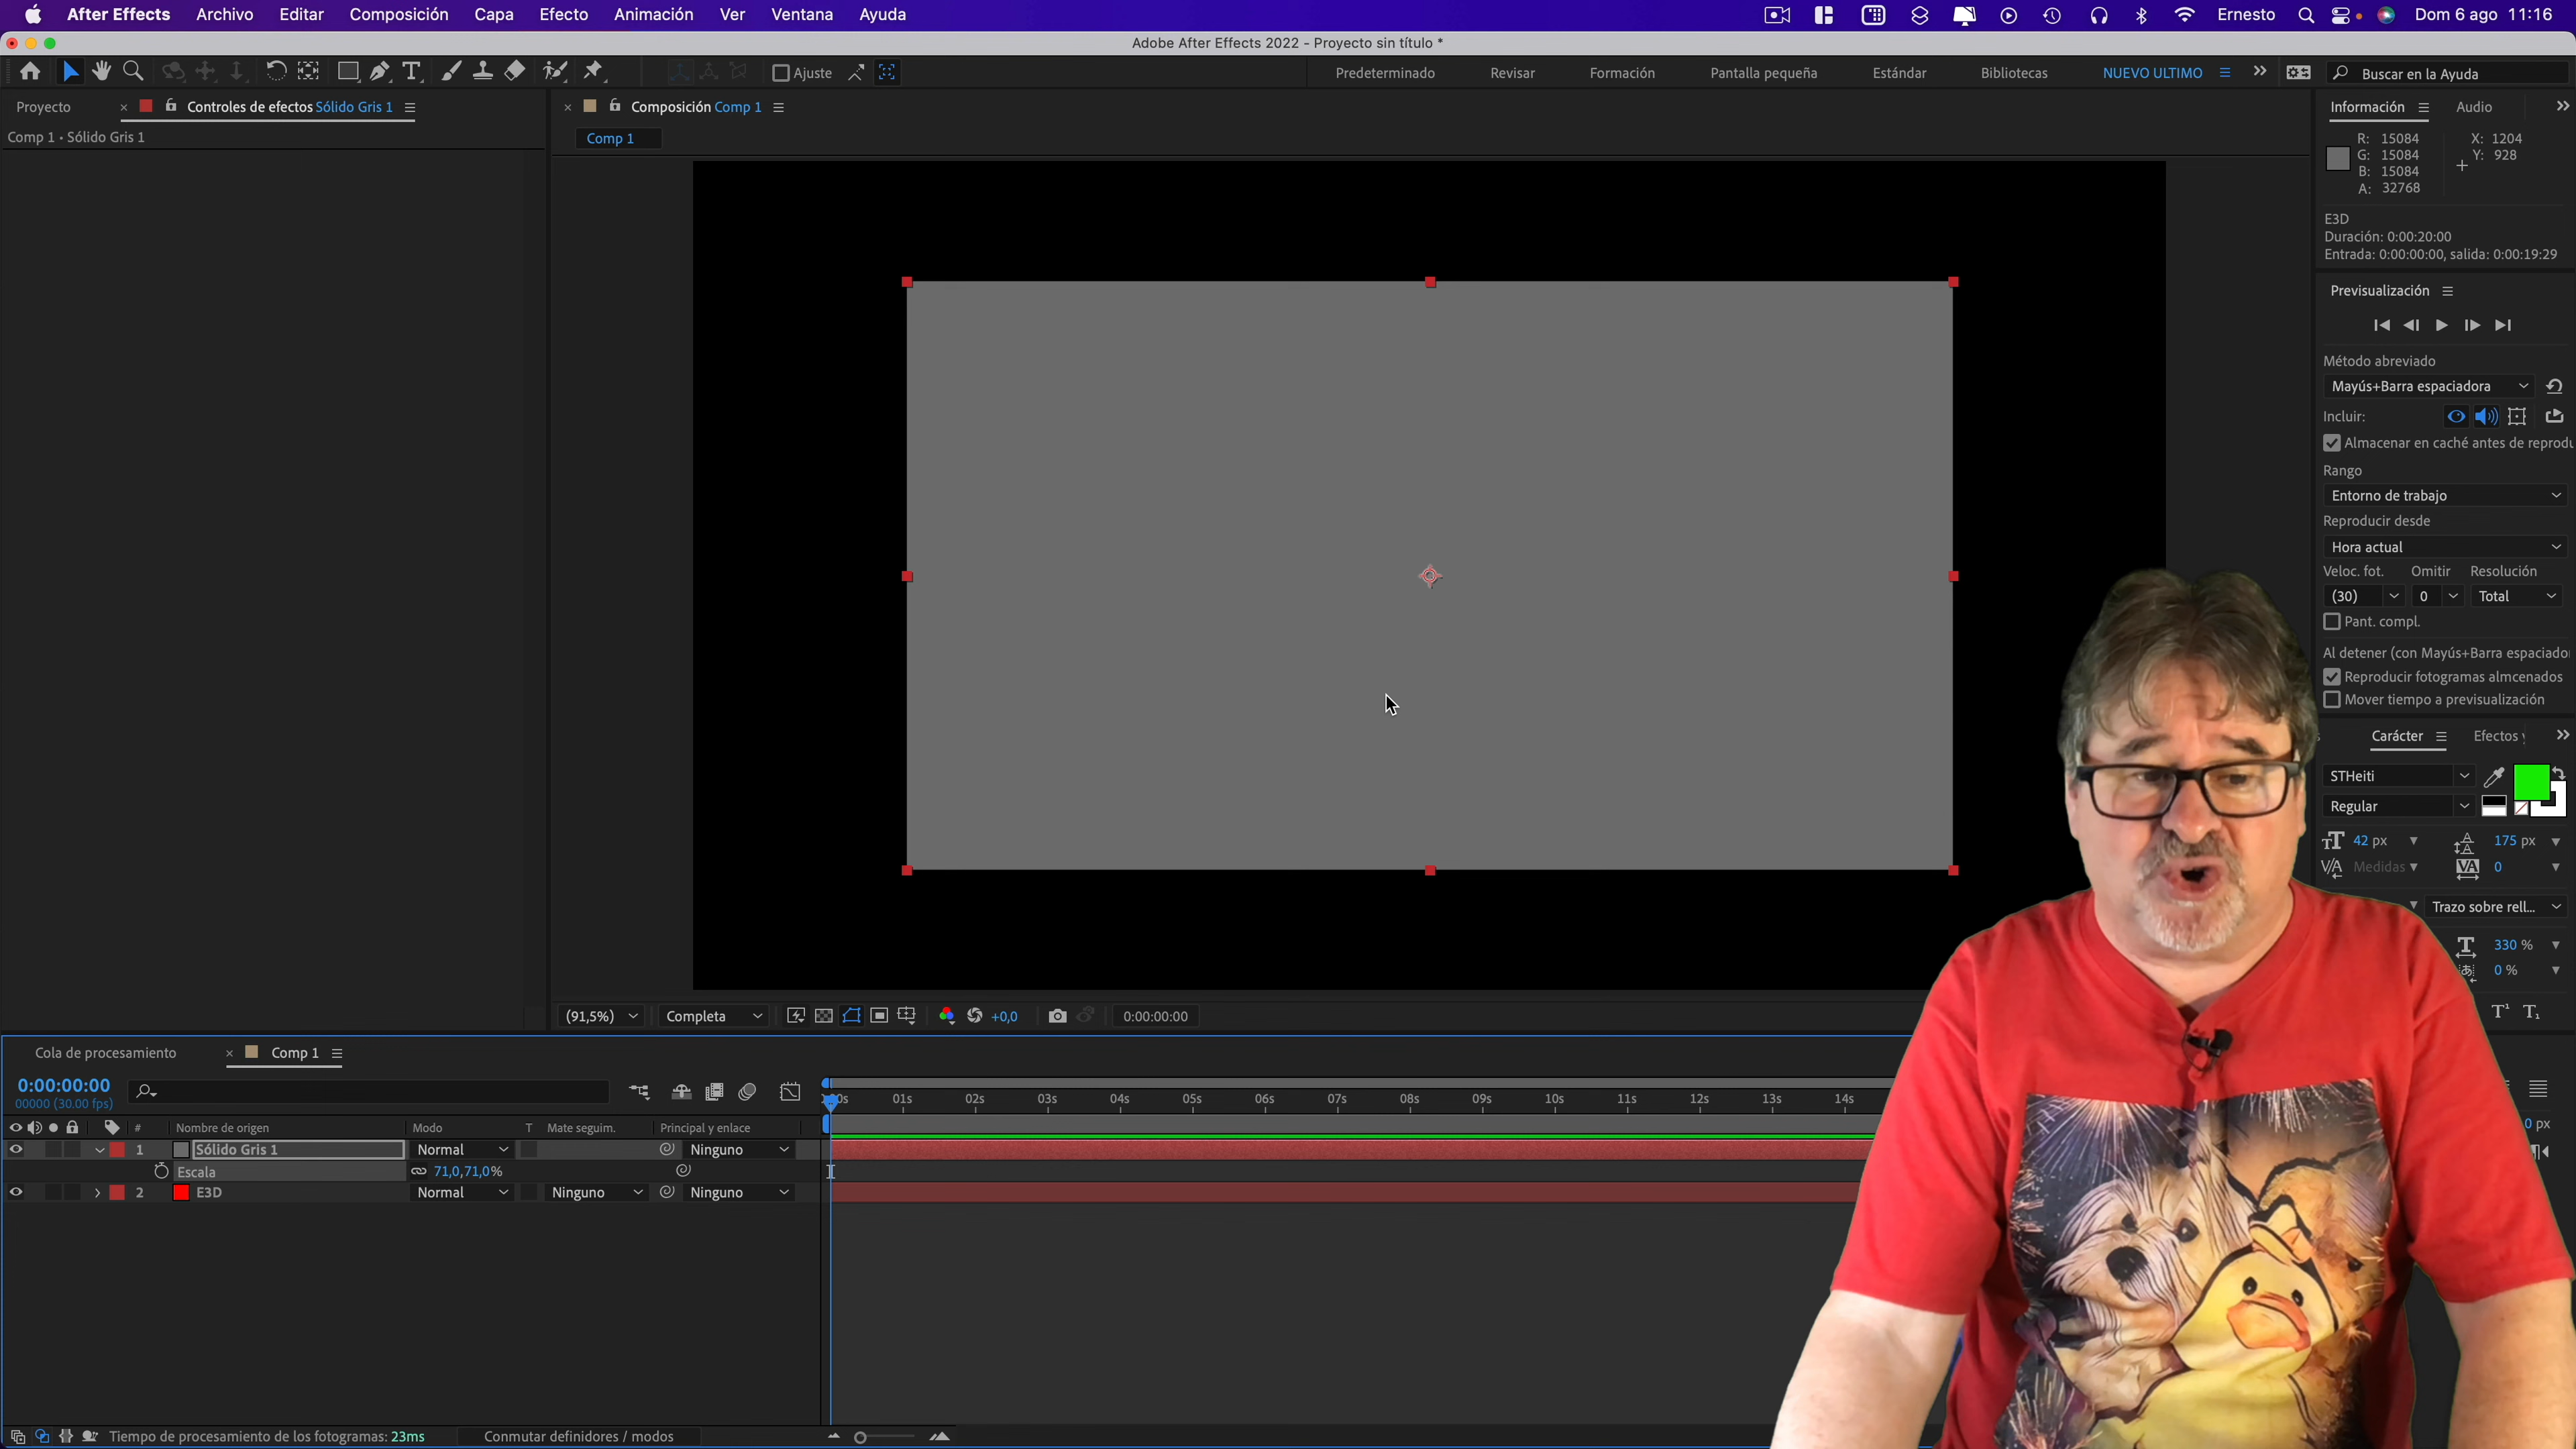 After Effects Archivo Editar Composición Capa Efecto Animación Ver Ventana Ayuda Ernesto Dom 6 ago 11:16
Adobe After Effects 2022 - Proyecto sin título *
Ajuste Predeterminado Revisar Formación Pantalla pequeña Estándar Bibliotecas NUEVO ULTIMO Buscar en la Ayuda
Proyecto Controles de efectos Sólido Gris 1 Composición Comp 1
Comp 1 • Sólido Gris 1
Comp 1
Información Audio
R: 15084 X: 1204
G: 15084 Y: 928
B: 15084
A: 32768
E3D
Duración: 0:00:20:00
Entrada: 0:00:00:00, salida: 0:00:19:29
Previsualización
Método abreviado
Mayús+Barra espaciadora
Incluir:
Almacenar en caché antes de reprodu
Rango
Entorno de trabajo
Reproducir desde
Hora actual
Veloc. fot. Omitir Resolución
(30) 0 Total
Pant. compl.
Al detener (con Mayús+Barra espaciador
Reproducir fotogramas almcenados
Mover tiempo a previsualización
Carácter Efectos y
STHeiti
Regular
42 px 175 px
Medidas 0
Trazo sobre rell...
330 %
0 %
T¹ T₁
0 px
(91,5%) Completa +0,0 0:00:00:00
Cola de procesamiento Comp 1
0:00:00:00
00000 (30.00 fps)
0s 01s 02s 03s 04s 05s 06s 07s 08s 09s 10s 11s 12s 13s 14s
# Nombre de origen Modo T Mate seguim. Principal y enlace
1 Sólido Gris 1 Normal Ninguno
Escala 71,0,71,0%
2 E3D Normal Ninguno Ninguno
Tiempo de procesamiento de los fotogramas: 23ms Conmutar definidores / modos